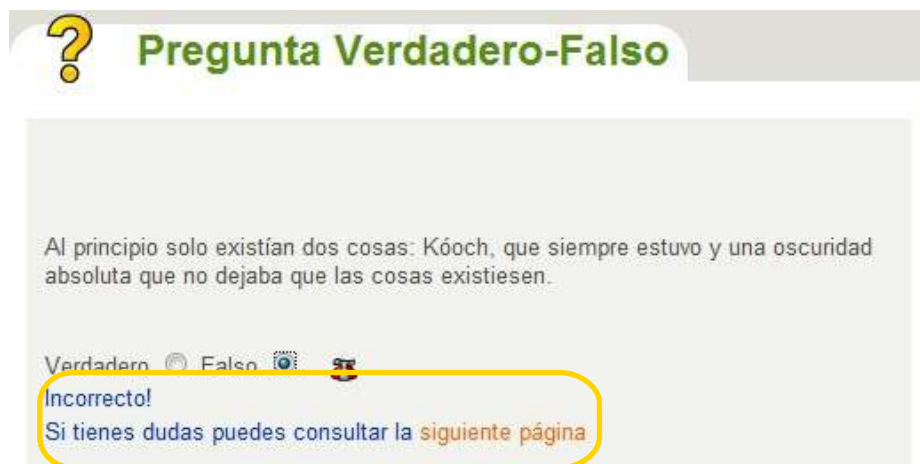 Pregunta Verdadero-Falso
Al principio solo existían dos cosas: Kóoch, que siempre estuvo y una oscuridad
absoluta que no dejaba que las cosas existiesen.
Verdadero Falso
Incorrecto!
Si tienes dudas puedes consultar la siguiente página